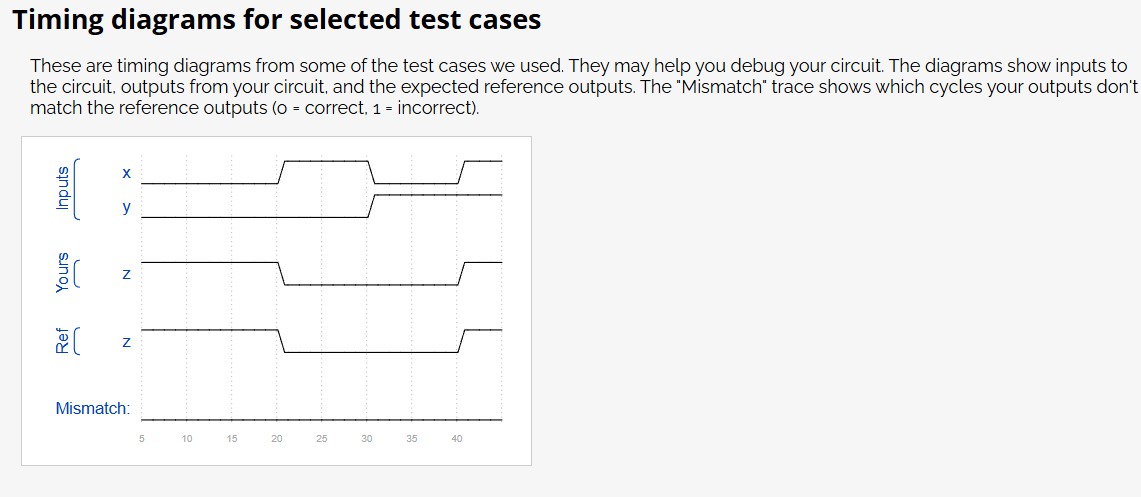 Timing diagrams for selected test cases
These are timing diagrams from some of the test cases we used. They may help you debug your circuit. The diagrams show inputs to
the circuit, outputs from your circuit, and the expected reference outputs. The "Mismatch" trace shows which cycles your outputs don't
match the reference outputs (0 = correct, 1 = incorrect).
Inputs
x
y
Yours
z
Ref
z
Mismatch:
5 10 15 20 25 30 35 40